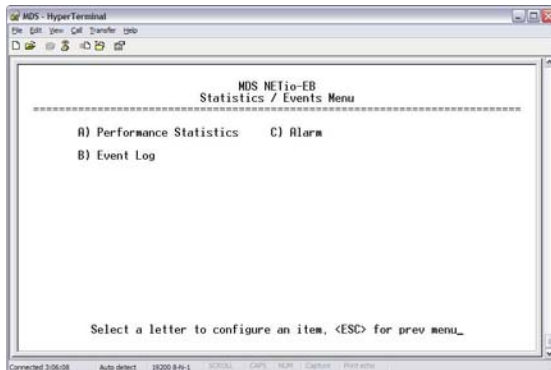 MDS - HyperTerminal
File Edit View Call Transfer Help
MDS NETio-EB
Statistics / Events Menu
A) Performance Statistics C) Alarm
B) Event Log
Select a letter to configure an item, <ESC> for prev menu_
Connected 3:06:08 Auto detect 19200 8-N-1 SCROLL CAPS NUM Capture Print echo